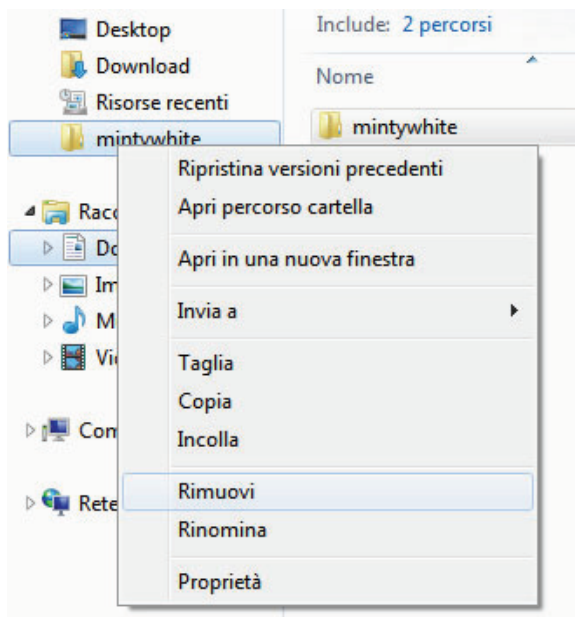 Desktop
Download
Risorse recenti
mintywhite
Include: 2 percorsi
Nome
mintywhite
Ripristina versioni precedenti
Apri percorso cartella
Apri in una nuova finestra
Invia a
Taglia
Copia
Incolla
Rimuovi
Rinomina
Proprietà
Rete